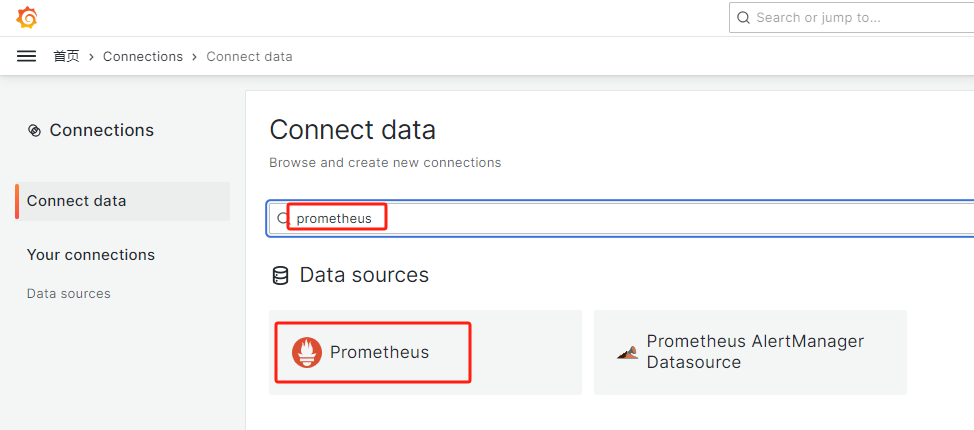 Search or jump to...
首页 › Connections › Connect data
Connections
Connect data
Your connections
Data sources
Connect data
Browse and create new connections
prometheus
Data sources
Prometheus
Prometheus AlertManager
Datasource